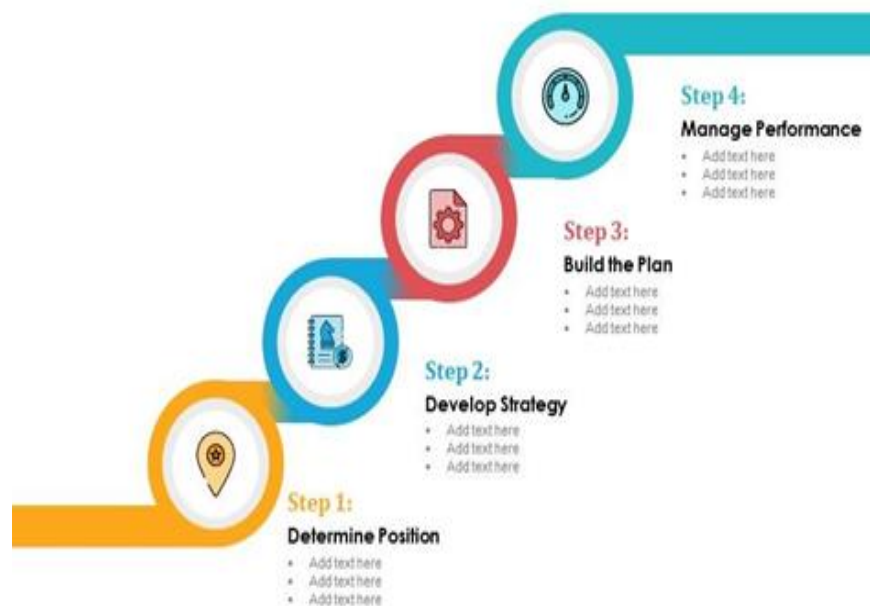 Step 4:
Manage Performance
• Add text here
• Add text here
• Add text here
Step 3:
Build the Plan
• Add text here
• Add text here
• Add text here
Step 2:
Develop Strategy
• Add text here
• Add text here
• Add text here
Step 1:
Determine Position
• Add text here
• Add text here
• Add text here